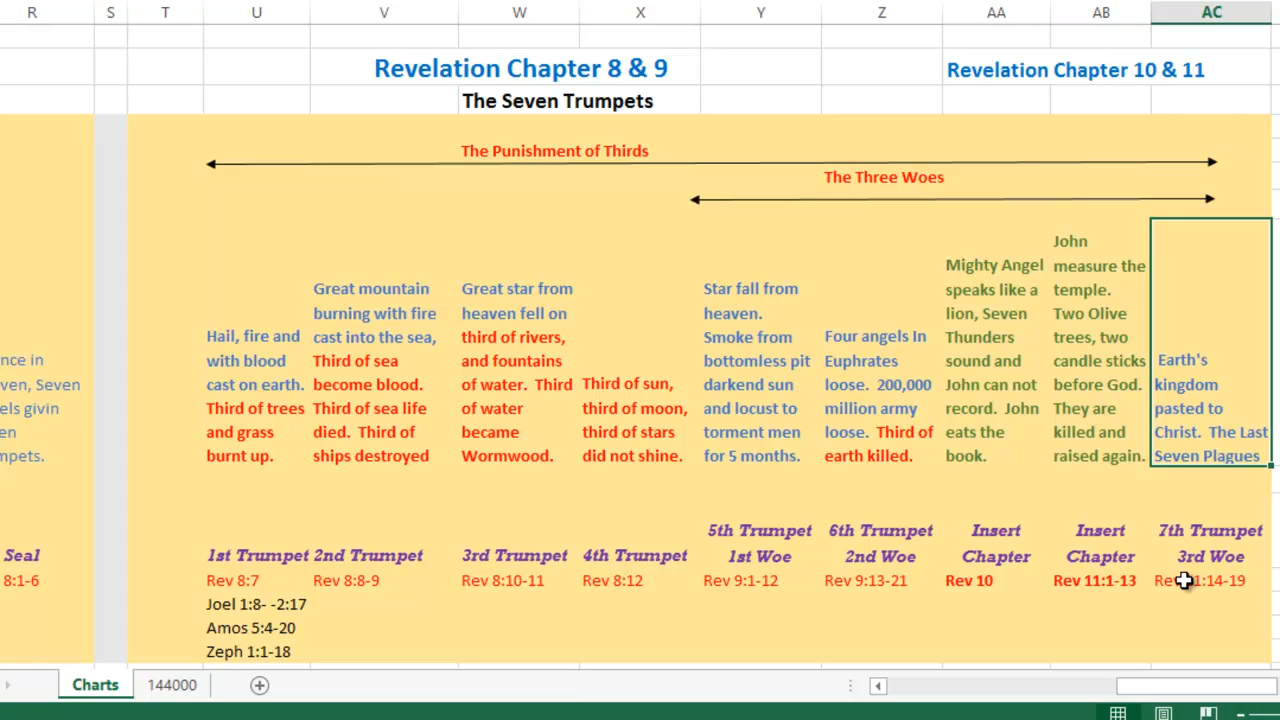 R S T U V W X Y Z AA AB AC
Revelation Chapter 8 & 9
Revelation Chapter 10 & 11
The Seven Trumpets
The Punishment of Thirds
The Three Woes
nce in
ven, Seven
els givin
en
mpets.
Hail, fire and
with blood
cast on earth.
Third of trees
and grass
burnt up.
Great mountain
burning with fire
cast into the sea,
Third of sea
become blood.
Third of sea life
died. Third of
ships destroyed
Great star from
heaven fell on
third of rivers,
and fountains
of water. Third
of water
became
Wormwood.
Third of sun,
third of moon,
third of stars
did not shine.
Star fall from
heaven.
Smoke from
bottomless pit
darkend sun
and locust to
torment men
for 5 months.
Four angels In
Euphrates
loose. 200,000
million army
loose. Third of
earth killed.
Mighty Angel
speaks like a
lion, Seven
Thunders
sound and
John can not
record. John
eats the
book.
John
measure the
temple.
Two Olive
trees, two
candle sticks
before God.
They are
killed and
raised again.
Earth's
kingdom
pasted to
Christ. The Last
Seven Plagues
Seal
8:1-6
1st Trumpet
Rev 8:7
Joel 1:8- -2:17
Amos 5:4-20
Zeph 1:1-18
2nd Trumpet
Rev 8:8-9
3rd Trumpet
Rev 8:10-11
4th Trumpet
Rev 8:12
5th Trumpet
1st Woe
Rev 9:1-12
6th Trumpet
2nd Woe
Rev 9:13-21
Insert
Chapter
Rev 10
Insert
Chapter
Rev 11:1-13
7th Trumpet
3rd Woe
Rev 1:14-19
Charts 144000